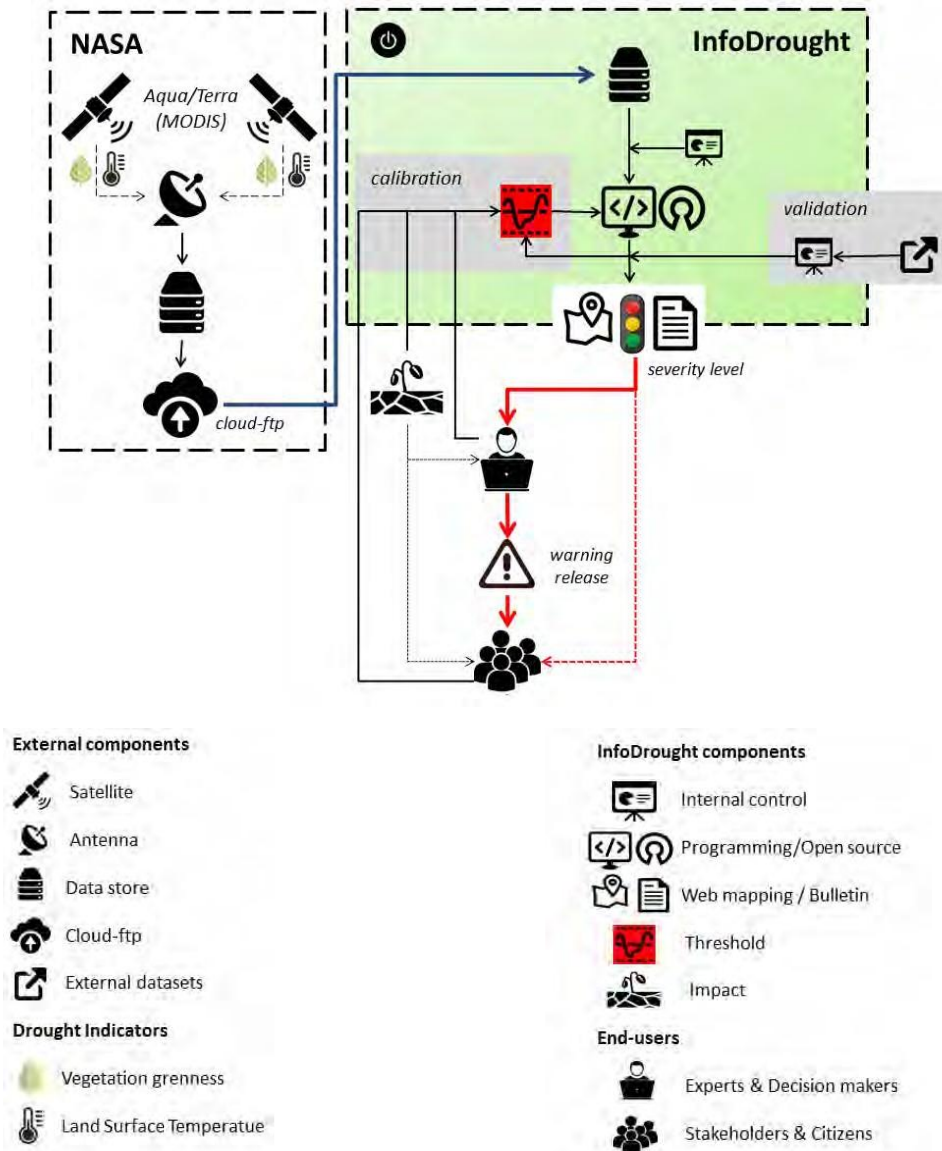 NASA
InfoDrought
Aqua/Terra
(MODIS)
calibration
validation
severity level
cloud-ftp
warning
release
External components
Satellite
Antenna
Data store
Cloud-ftp
External datasets
Drought Indicators
Vegetation grenness
Land Surface Temperatue
InfoDrought components
Internal control
Programming/Open source
Web mapping / Bulletin
Threshold
Impact
End-users
Experts & Decision makers
Stakeholders & Citizens